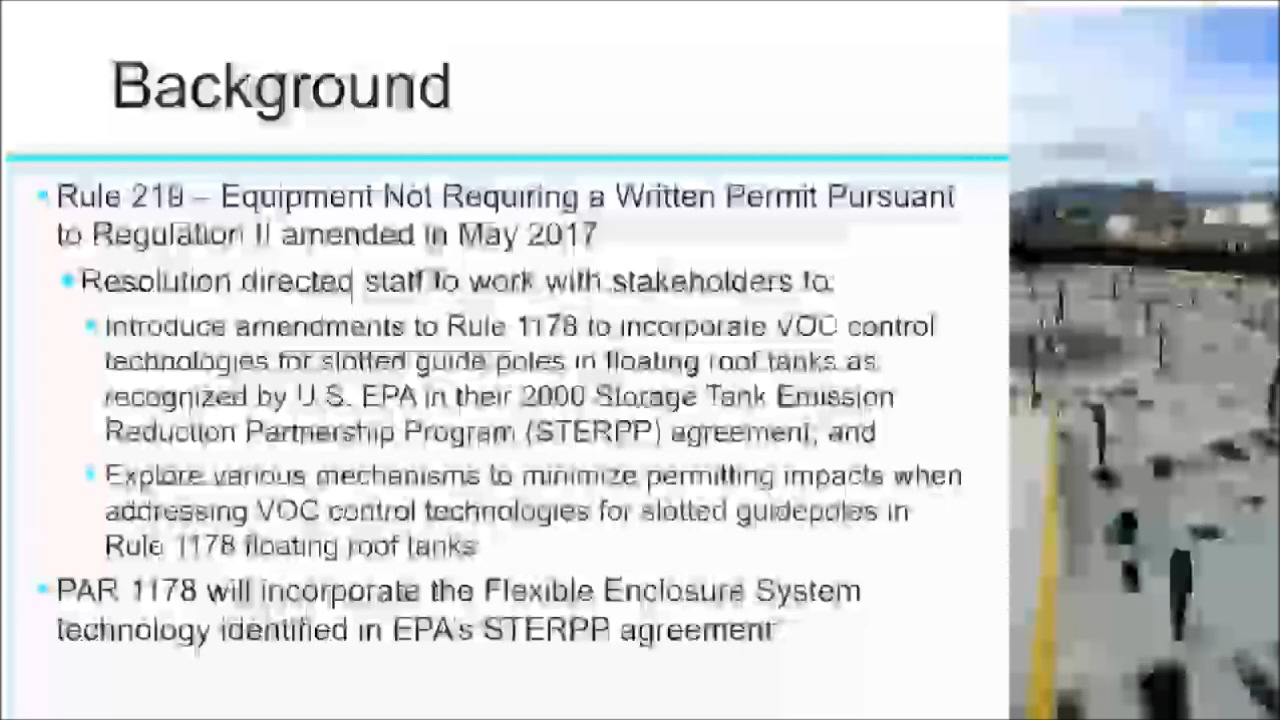 Background
Rule 219 – Equipment Not Requiring a Written Permit Pursuant
to Regulation II amended in May 2017
Resolution directed staff to work with stakeholders to:
Introduce amendments to Rule 1178 to incorporate VOC control
technologies for slotted guide poles in floating roof tanks as
recognized by U.S. EPA in their 2000 Storage Tank Emission
Reduction Partnership Program (STERPP) agreement; and
Explore various mechanisms to minimize permitting impacts when
addressing VOC control technologies for slotted guidepoles in
Rule 1178 floating roof tanks
PAR 1178 will incorporate the Flexible Enclosure System
technology identified in EPA's STERPP agreement